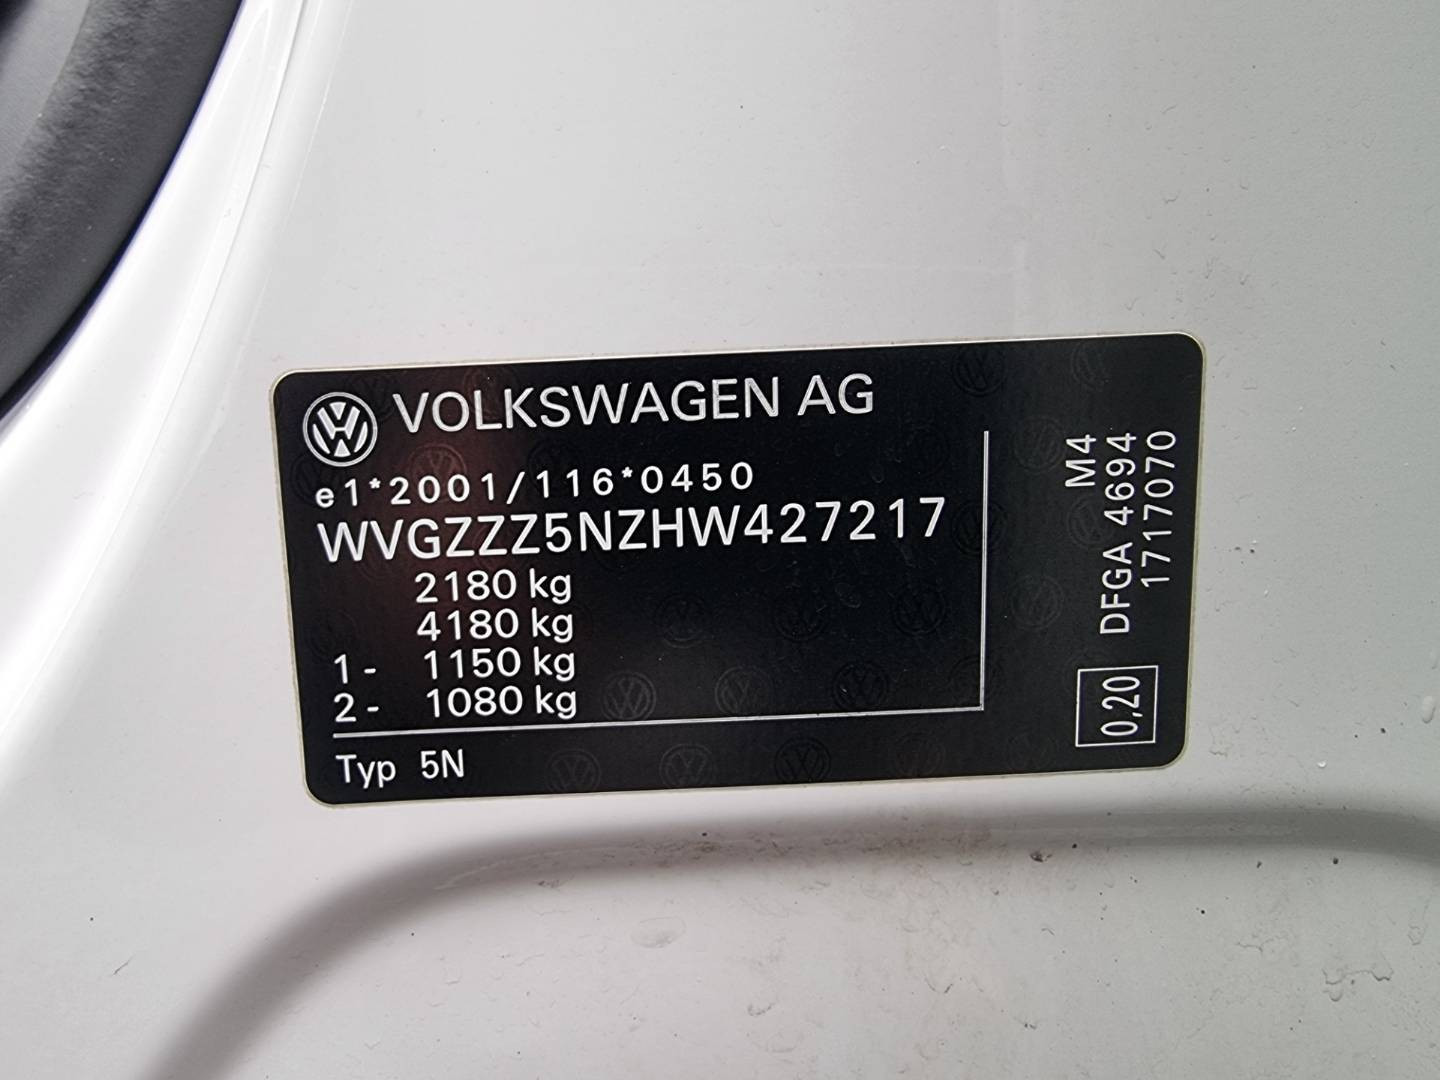 VOLKSWAGEN AG
e1*2001/116*0450
WVGZZZ5NZHW427217
2180 kg
4180 kg
1- 1150 kg
2- 1080 kg
Typ 5N
M4
DFGA 4694
1717070
0,20